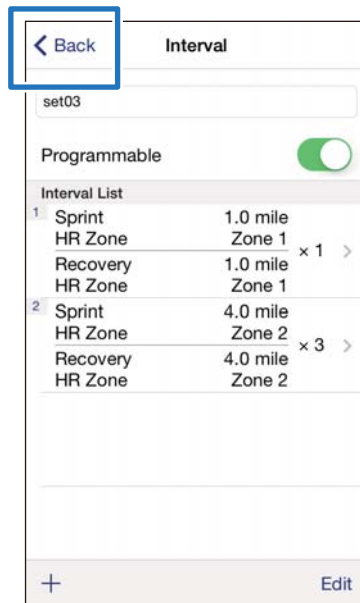 Back Interval
set03
Programmable
Interval List
1 Sprint 1.0 mile
HR Zone Zone 1
× 1 >
Recovery 1.0 mile
HR Zone Zone 1
2 Sprint 4.0 mile
HR Zone Zone 2
× 3 >
Recovery 4.0 mile
HR Zone Zone 2
+ Edit